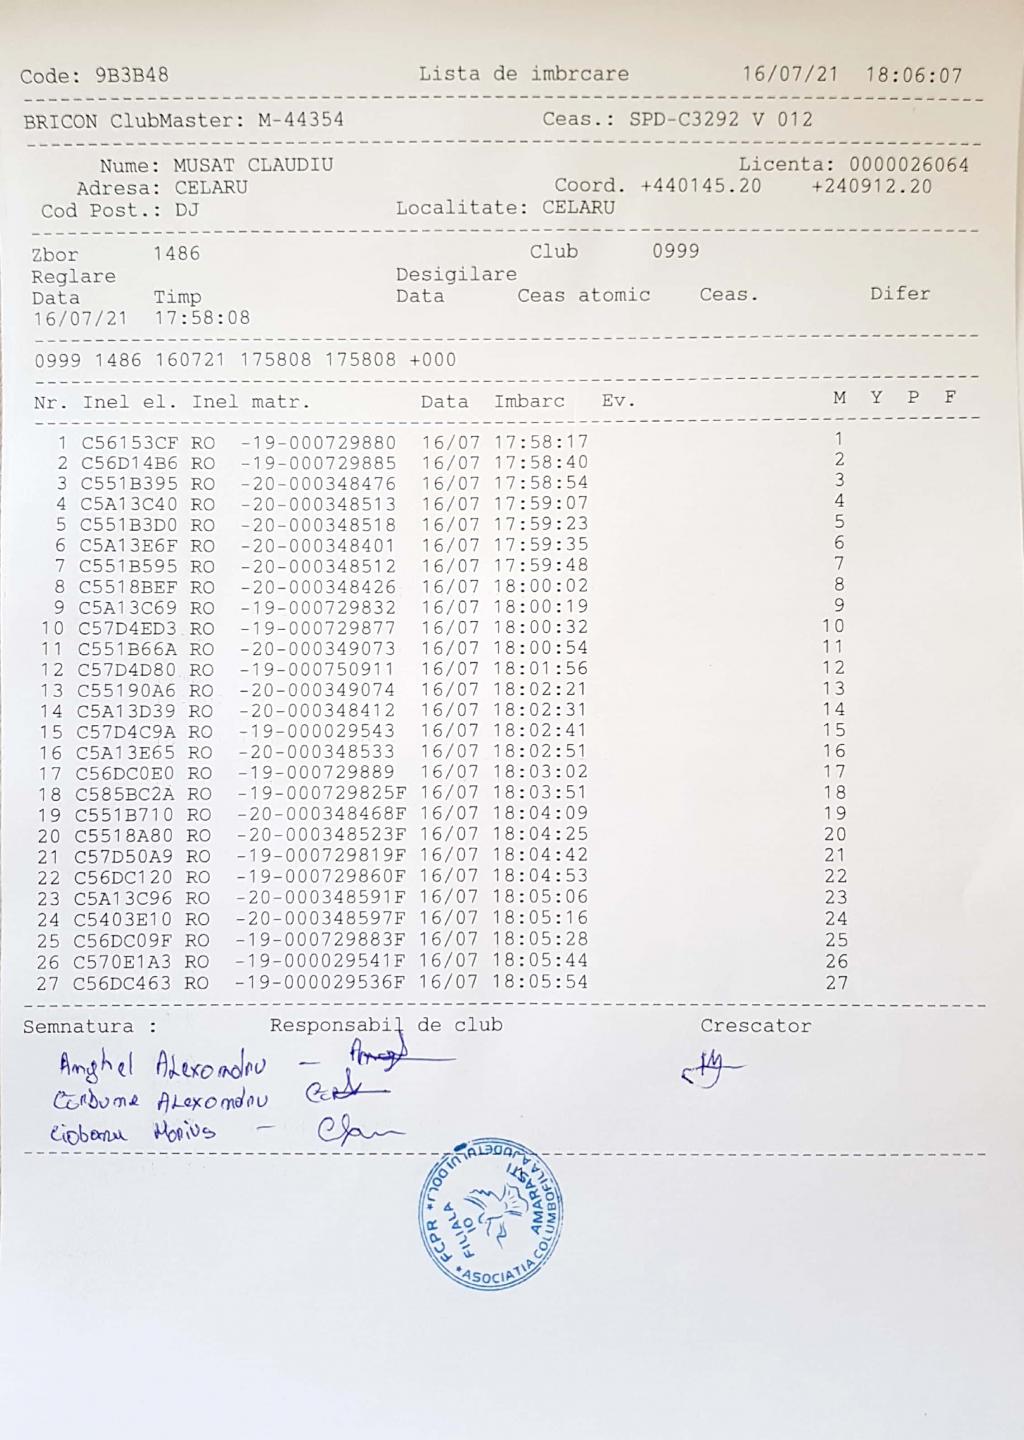 Code: 9B3B48 Lista de imbrcare 16/07/21 18:06:07
BRICON ClubMaster: M-44354 Ceas.: SPD-C3292 V 012
Nume: MUSAT CLAUDIU Licenta: 0000026064
Adresa: CELARU Coord. +440145.20 +240912.20
Cod Post.: DJ Localitate: CELARU
Zbor 1486 Club 0999
Reglare Desigilare
Data Timp Data Ceas atomic Ceas. Difer
16/07/21 17:58:08
0999 1486 160721 175808 175808 +000
Nr. Inel el. Inel matr. Data Imbarc Ev. M Y P F
1 C56153CF RO -19-000729880 16/07 17:58:17 1
2 C56D14B6 RO -19-000729885 16/07 17:58:40 2
3 C551B395 RO -20-000348476 16/07 17:58:54 3
4 C5A13C40 RO -20-000348513 16/07 17:59:07 4
5 C551B3D0 RO -20-000348518 16/07 17:59:23 5
6 C5A13E6F RO -20-000348401 16/07 17:59:35 6
7 C551B595 RO -20-000348512 16/07 17:59:48 7
8 C5518BEF RO -20-000348426 16/07 18:00:02 8
9 C5A13C69 RO -19-000729832 16/07 18:00:19 9
10 C57D4ED3 RO -19-000729877 16/07 18:00:32 10
11 C551B66A RO -20-000349073 16/07 18:00:54 11
12 C57D4D80 RO -19-000750911 16/07 18:01:56 12
13 C55190A6 RO -20-000349074 16/07 18:02:21 13
14 C5A13D39 RO -20-000348412 16/07 18:02:31 14
15 C57D4C9A RO -19-000029543 16/07 18:02:41 15
16 C5A13E65 RO -20-000348533 16/07 18:02:51 16
17 C56DC0E0 RO -19-000729889 16/07 18:03:02 17
18 C585BC2A RO -19-000729825F 16/07 18:03:51 18
19 C551B710 RO -20-000348468F 16/07 18:04:09 19
20 C5518A80 RO -20-000348523F 16/07 18:04:25 20
21 C57D50A9 RO -19-000729819F 16/07 18:04:42 21
22 C56DC120 RO -19-000729860F 16/07 18:04:53 22
23 C5A13C96 RO -20-000348591F 16/07 18:05:06 23
24 C5403E10 RO -20-000348597F 16/07 18:05:16 24
25 C56DC09F RO -19-000729883F 16/07 18:05:28 25
26 C570E1A3 RO -19-000029541F 16/07 18:05:44 26
27 C56DC463 RO -19-000029536F 16/07 18:05:54 27
Semnatura : Responsabil de club Crescator
Anghel Alexandru -
Alexandru
Ciobanu Marius -
FCPR * FILIALA JUDETULUI DOLJ
FILIALA 10 AMARASTI
* ASOCIATIA COLUMBOFILA